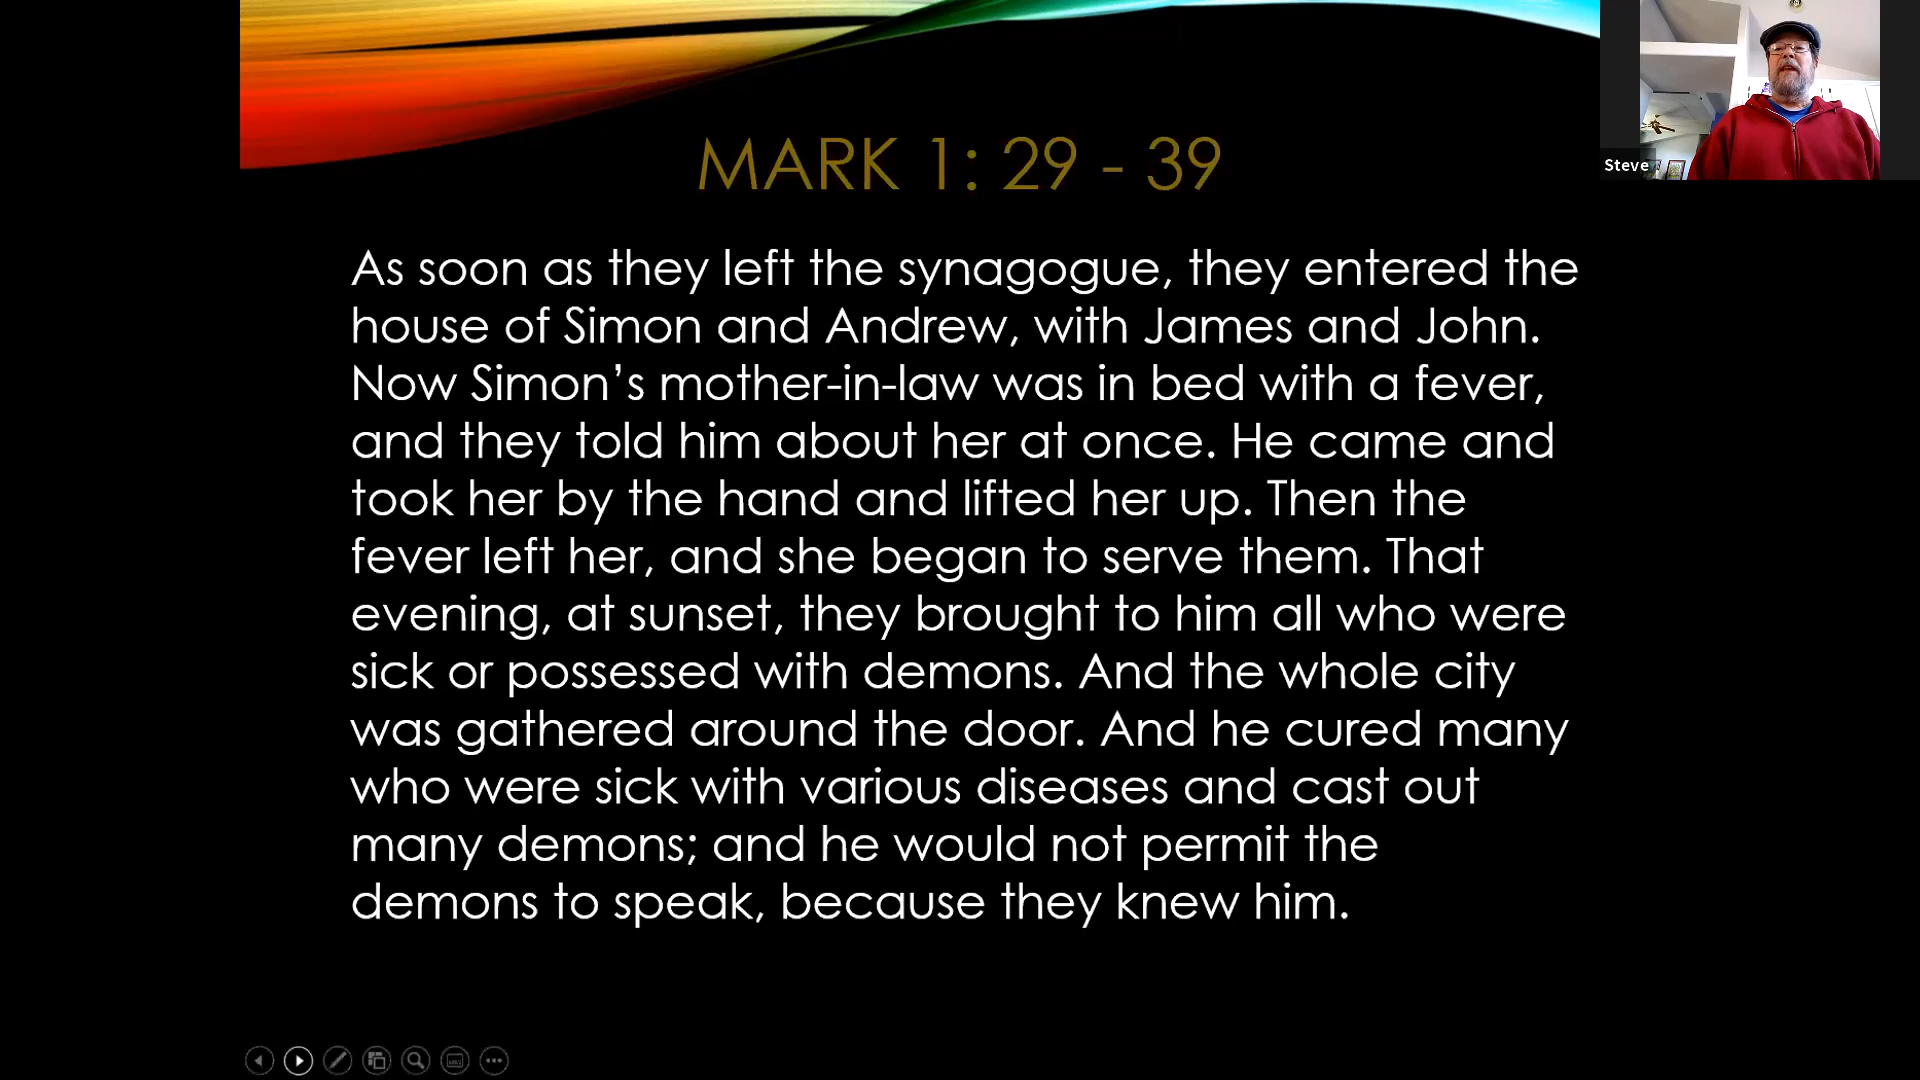 MARK 1: 29 - 39
As soon as they left the synagogue, they entered the
house of Simon and Andrew, with James and John.
Now Simon’s mother-in-law was in bed with a fever,
and they told him about her at once. He came and
took her by the hand and lifted her up. Then the
fever left her, and she began to serve them. That
evening, at sunset, they brought to him all who were
sick or possessed with demons. And the whole city
was gathered around the door. And he cured many
who were sick with various diseases and cast out
many demons; and he would not permit the
demons to speak, because they knew him.
Steve